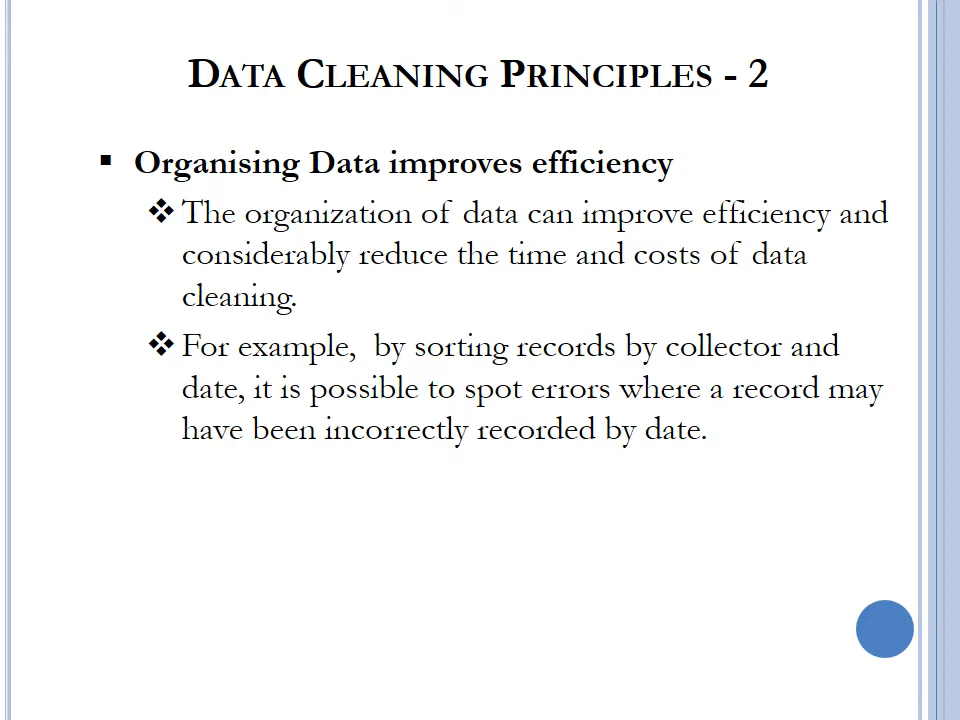 DATA CLEANING PRINCIPLES - 2
▪ Organising Data improves efficiency
❖ The organization of data can improve efficiency and
considerably reduce the time and costs of data
cleaning.
❖ For example, by sorting records by collector and
date, it is possible to spot errors where a record may
have been incorrectly recorded by date.